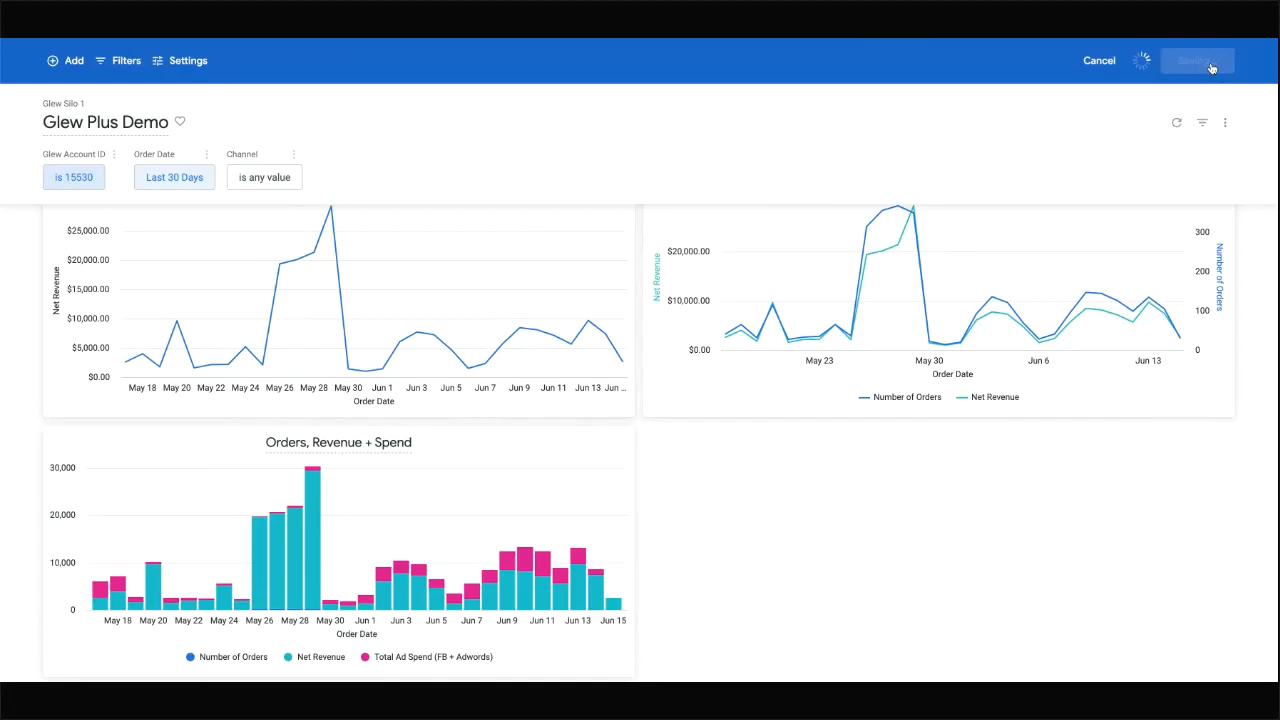 Add Filters Settings Cancel
Glew Silo 1
Glew Plus Demo
Glew Account ID Order Date Channel
is 15530 Last 30 Days is any value
$25,000.00
$20,000.00
$15,000.00
$10,000.00
$5,000.00
$0.00
Net Revenue
May 18 May 20 May 22 May 24 May 26 May 28 May 30 Jun 1 Jun 3 Jun 5 Jun 7 Jun 9 Jun 11 Jun 13 Jun ...
Order Date
$20,000.00
$10,000.00
$0.00
Net Revenue
300
200
100
0
Number of Orders
May 23 May 30 Jun 6 Jun 13
Order Date
Number of Orders Net Revenue
Orders, Revenue + Spend
30,000
20,000
10,000
0
May 18 May 20 May 22 May 24 May 26 May 28 May 30 Jun 1 Jun 3 Jun 5 Jun 7 Jun 9 Jun 11 Jun 13 Jun 15
Order Date
Number of Orders Net Revenue Total Ad Spend (FB + Adwords)